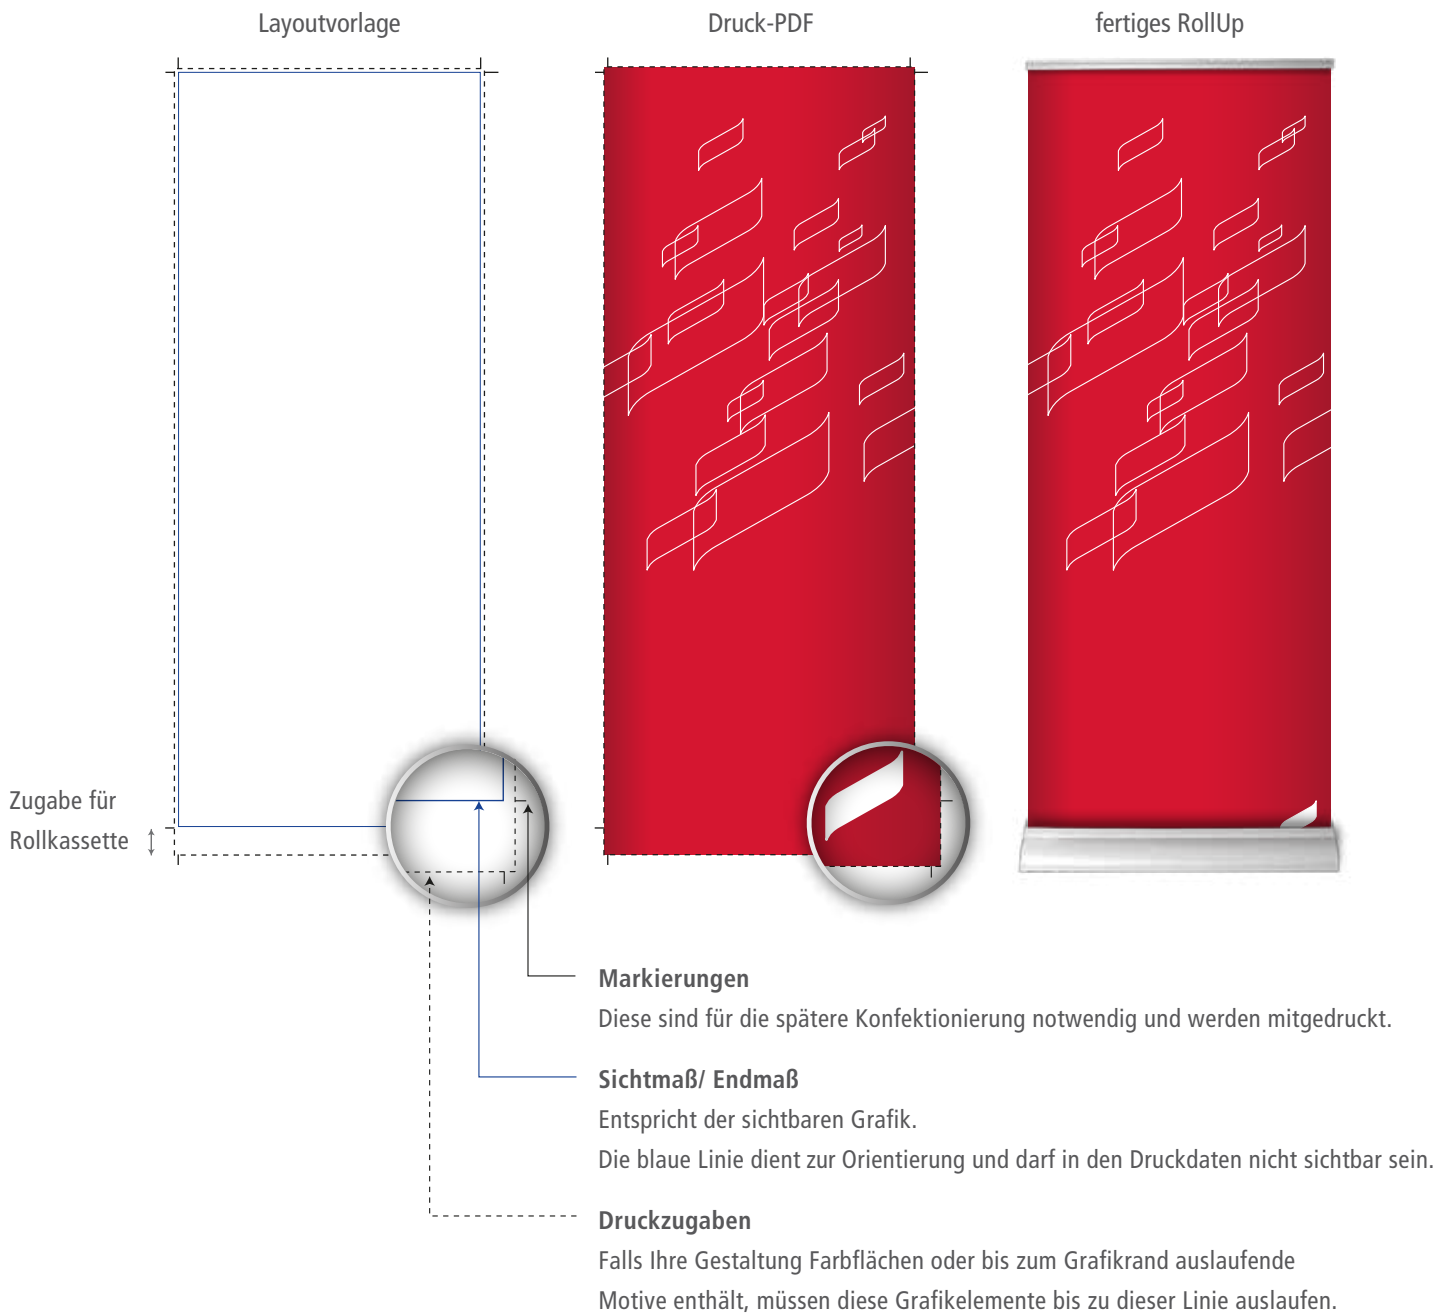 Layoutvorlage
Druck-PDF
fertiges RollUp
Zugabe für
Rollkassette
Markierungen
Diese sind für die spätere Konfektionierung notwendig und werden mitgedruckt.
Sichtmaß/ Endmaß
Entspricht der sichtbaren Grafik.
Die blaue Linie dient zur Orientierung und darf in den Druckdaten nicht sichtbar sein.
Druckzugaben
Falls Ihre Gestaltung Farbflächen oder bis zum Grafikrand auslaufende
Motive enthält, müssen diese Grafikelemente bis zu dieser Linie auslaufen.